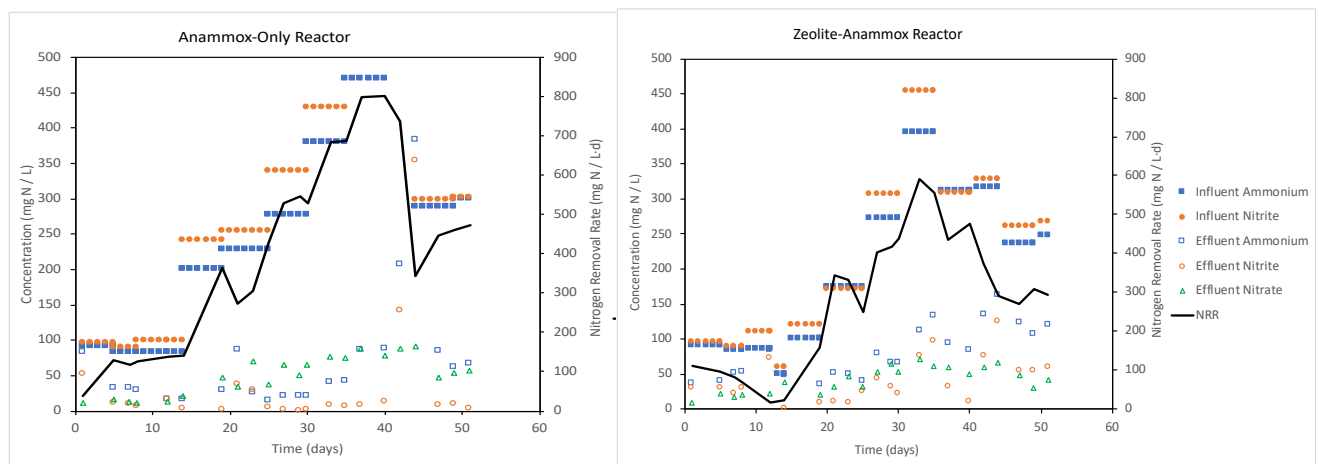 Anammox-Only Reactor
500
450
400
350
300
250
200
150
100
50
0
Concentration (mg N / L)
900
800
700
600
500
400
300
200
100
0
Nitrogen Removal Rate (mg N / L·d)
0 10 20 30 40 50 60
Time (days)
Zeolite-Anammox Reactor
500
450
400
350
300
250
200
150
100
50
0
Concentration (mg N / L)
900
800
700
600
500
400
300
200
100
0
Nitrogen Removal Rate (mg N / L·d)
0 10 20 30 40 50 60
Time (days)
Influent Ammonium
Influent Nitrite
Effluent Ammonium
Effluent Nitrite
Effluent Nitrate
NRR